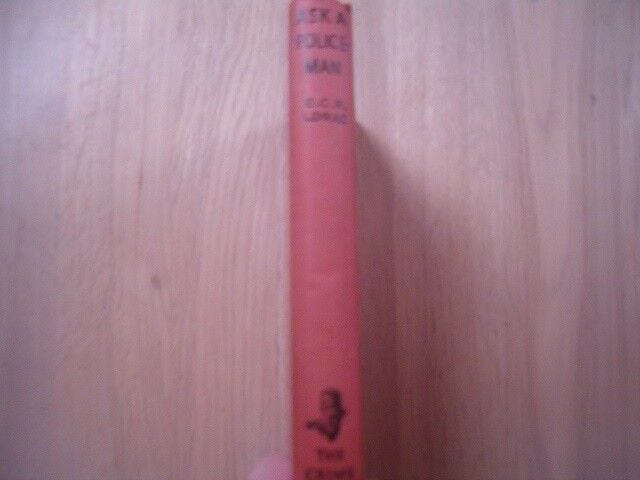 ASK A
POLICE
MAN
E.C.R.
LORAC
THE
CRIME